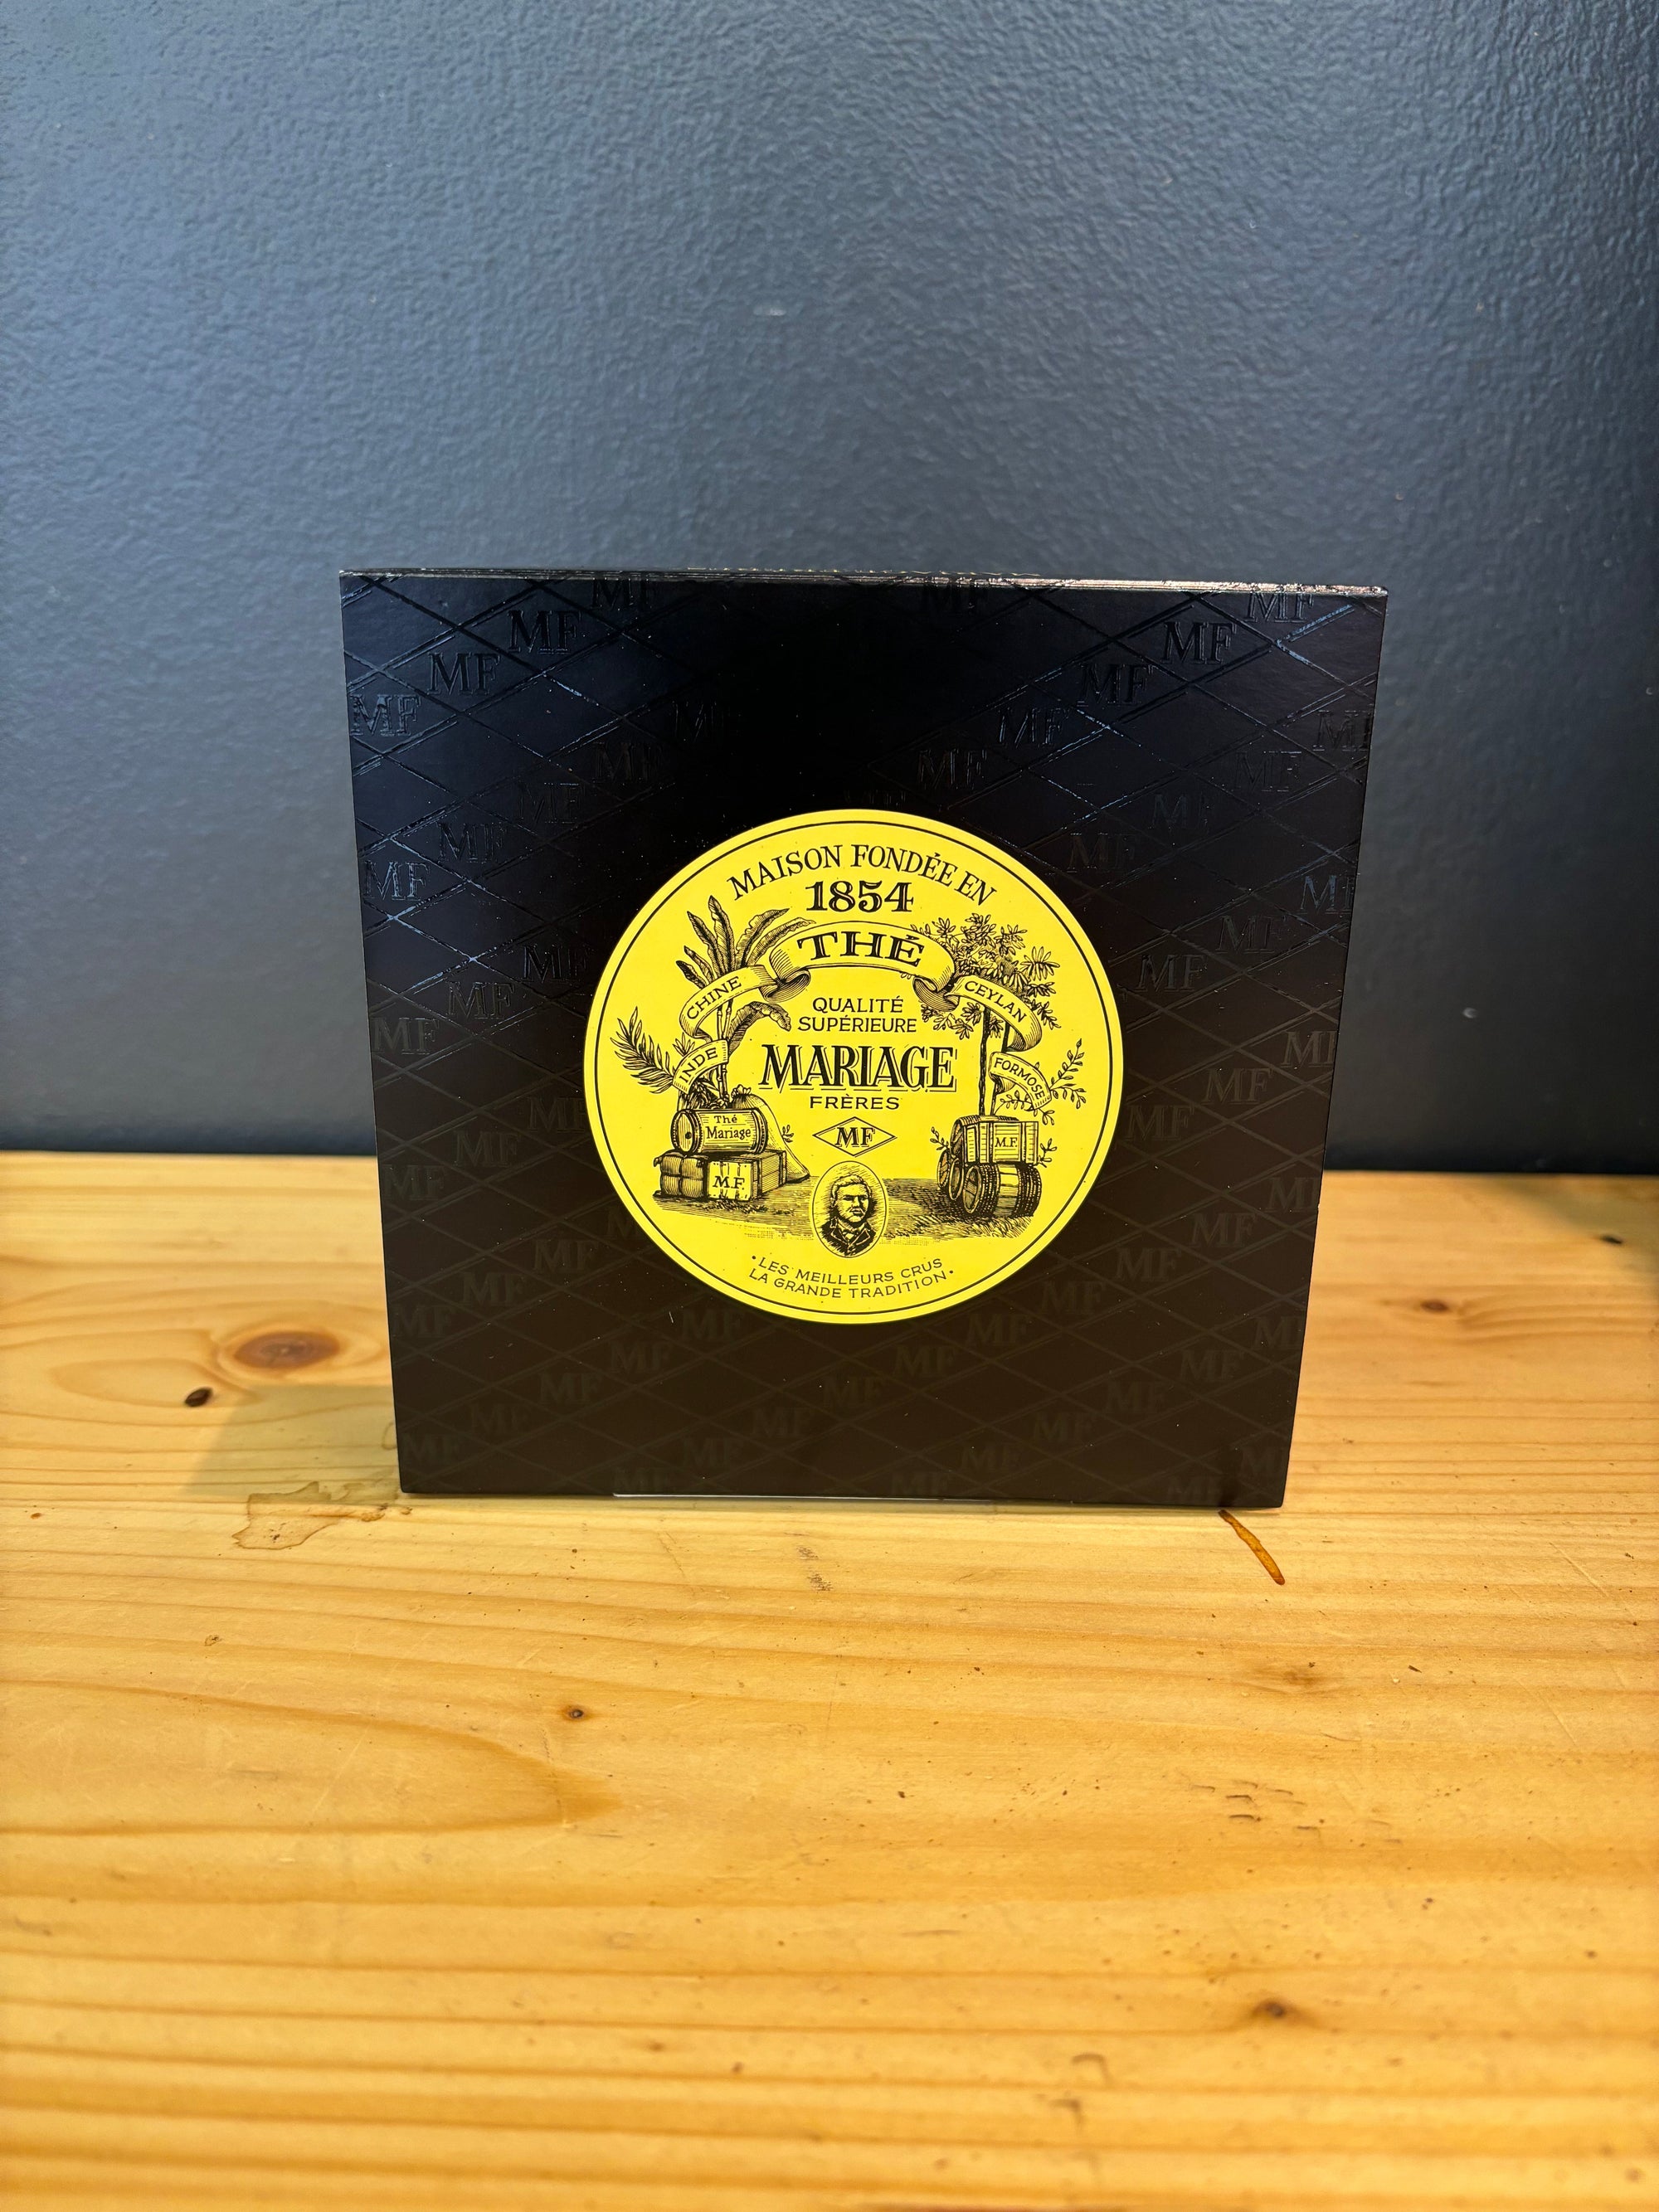 MAISON FONDÉE EN
1854
THÉ
CHINE
CEYLAN
QUALITÉ
SUPÉRIEURE
INDE
FORMOSE
MARIAGE
FRÈRES
Thé
Mariage
MF
M.F.
M.F.
·LES MEILLEURS CRUS
LA GRANDE TRADITION·